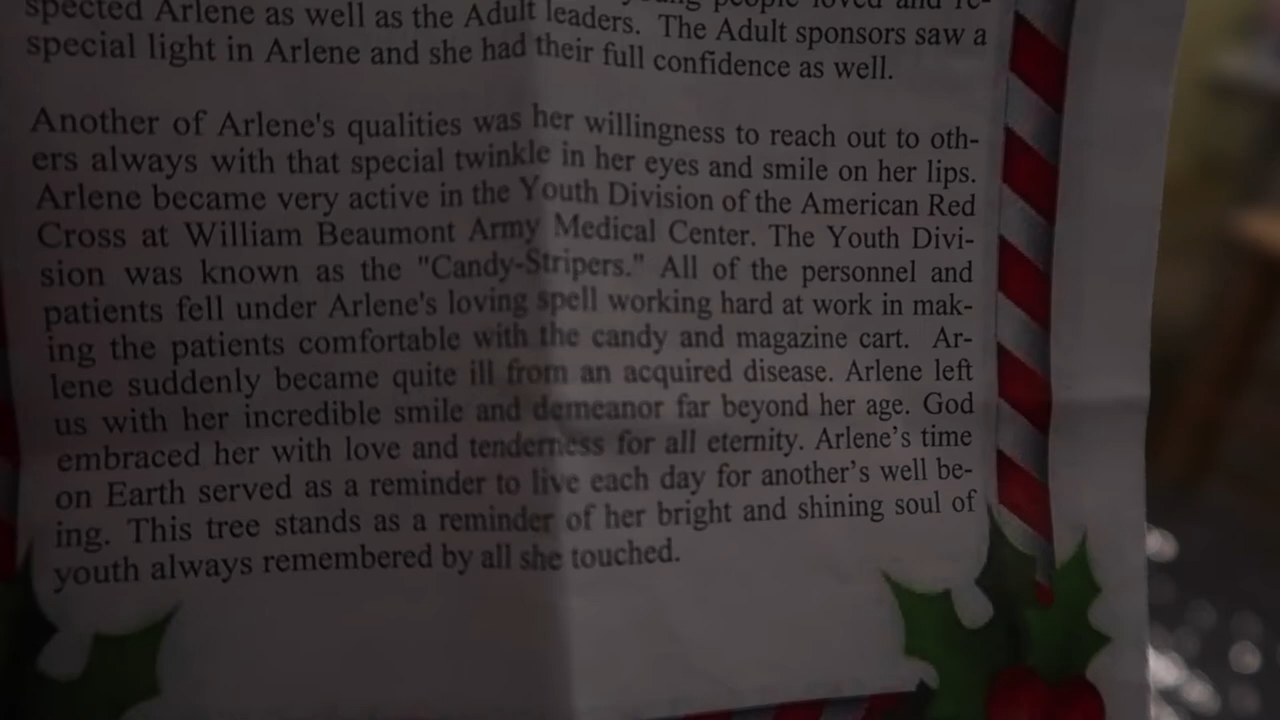 people loved and re-
spected Arlene as well as the Adult leaders. The Adult sponsors saw a
special light in Arlene and she had their full confidence as well.
Another of Arlene's qualities was her willingness to reach out to oth-
ers always with that special twinkle in her eyes and smile on her lips.
Arlene became very active in the Youth Division of the American Red
Cross at William Beaumont Army Medical Center. The Youth Divi-
sion was known as the "Candy-Stripers." All of the personnel and
patients fell under Arlene's loving spell working hard at work in mak-
ing the patients comfortable with the candy and magazine cart. Ar-
lene suddenly became quite ill from an acquired disease. Arlene left
us with her incredible smile and demeanor far beyond her age. God
embraced her with love and tenderness for all eternity. Arlene’s time
on Earth served as a reminder to live each day for another’s well be-
ing. This tree stands as a reminder of her bright and shining soul of
youth always remembered by all she touched.